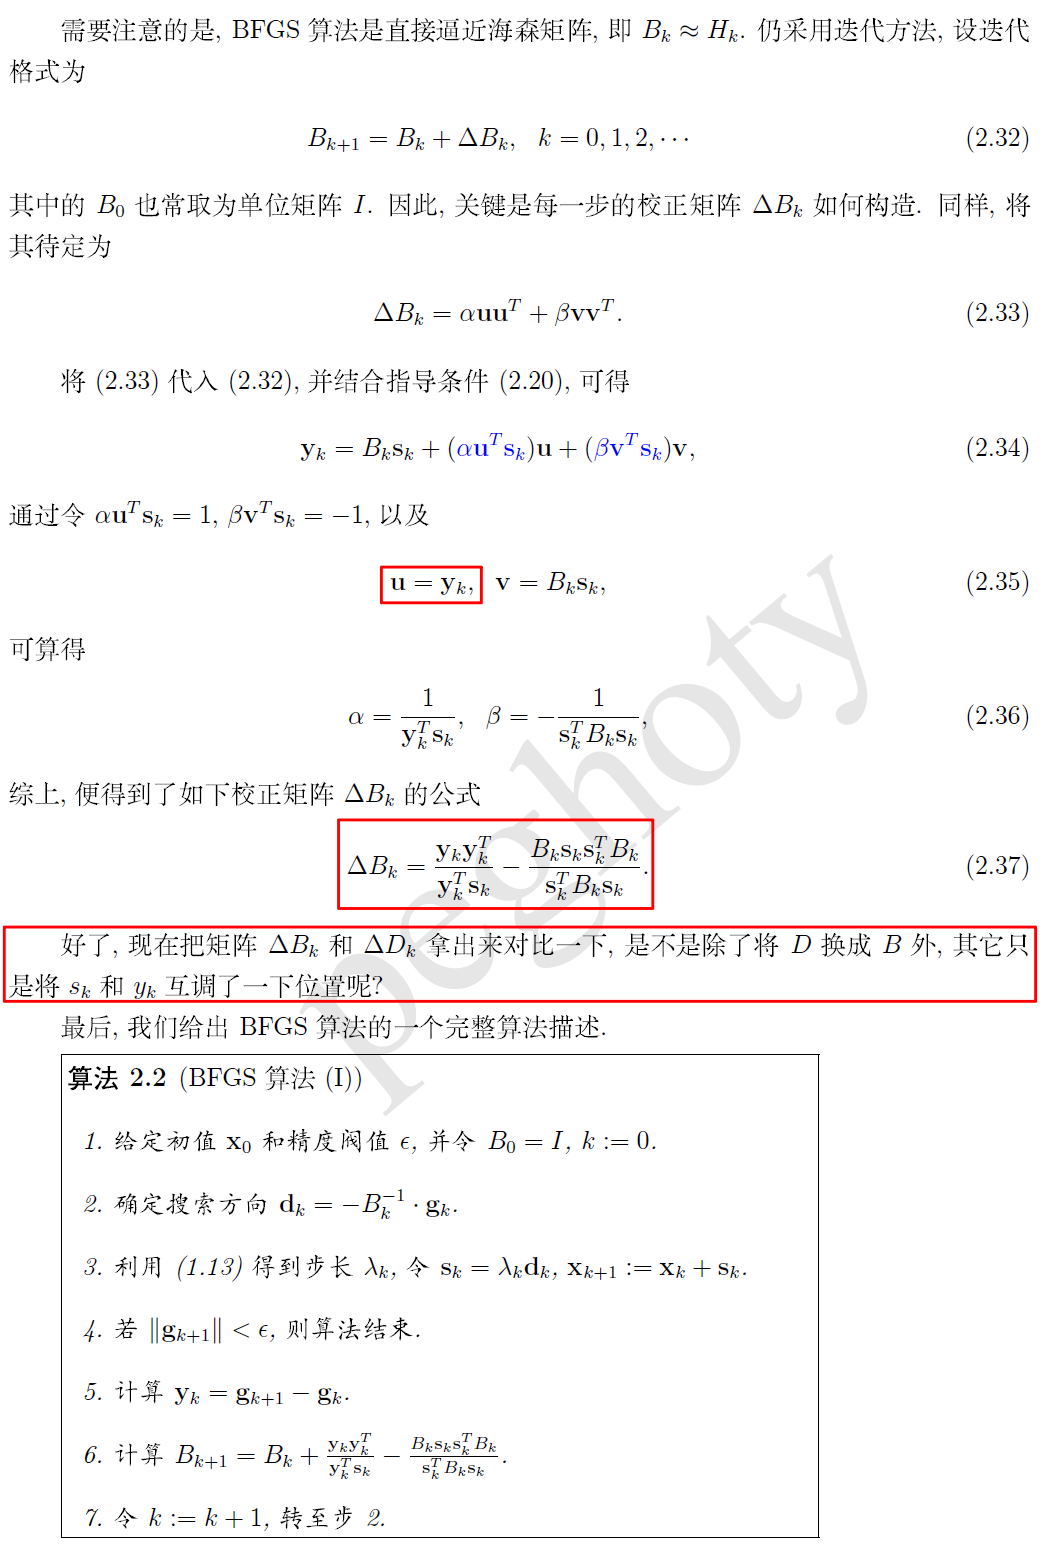 需要注意的是, BFGS 算法是直接逼近海森矩阵, 即 $B_k \approx H_k$. 仍采用迭代方法, 设迭代
格式为
$B_{k+1} = B_k + \Delta B_k, \quad k = 0, 1, 2, \cdots$ (2.32)
其中的 $B_0$ 也常取为单位矩阵 $I$. 因此, 关键是每一步的校正矩阵 $\Delta B_k$ 如何构造. 同样, 将
其待定为
$\Delta B_k = \alpha \mathbf{u}\mathbf{u}^T + \beta \mathbf{v}\mathbf{v}^T.$ (2.33)
将 (2.33) 代入 (2.32), 并结合指导条件 (2.20), 可得
$\mathbf{y}_k = B_k \mathbf{s}_k + (\alpha \mathbf{u}^T \mathbf{s}_k)\mathbf{u} + (\beta \mathbf{v}^T \mathbf{s}_k)\mathbf{v},$ (2.34)
通过令 $\alpha \mathbf{u}^T \mathbf{s}_k = 1$, $\beta \mathbf{v}^T \mathbf{s}_k = -1$, 以及
$\mathbf{u} = \mathbf{y}_k, \quad \mathbf{v} = B_k \mathbf{s}_k,$ (2.35)
可算得
$\alpha = \frac{1}{\mathbf{y}_k^T \mathbf{s}_k}, \quad \beta = -\frac{1}{\mathbf{s}_k^T B_k \mathbf{s}_k},$ (2.36)
综上, 便得到了如下校正矩阵 $\Delta B_k$ 的公式
$\Delta B_k = \frac{\mathbf{y}_k \mathbf{y}_k^T}{\mathbf{y}_k^T \mathbf{s}_k} - \frac{B_k \mathbf{s}_k \mathbf{s}_k^T B_k}{\mathbf{s}_k^T B_k \mathbf{s}_k}.$ (2.37)
好了, 现在把矩阵 $\Delta B_k$ 和 $\Delta D_k$ 拿出来对比一下, 是不是除了将 $D$ 换成 $B$ 外, 其它只
是将 $s_k$ 和 $y_k$ 互调了一下位置呢?
最后, 我们给出 BFGS 算法的一个完整算法描述.
算法 2.2 (BFGS 算法 (I))
1. 给定初值 $\mathbf{x}_0$ 和精度阀值 $\epsilon$, 并令 $B_0 = I$, $k := 0$.
2. 确定搜索方向 $\mathbf{d}_k = -B_k^{-1} \cdot \mathbf{g}_k$.
3. 利用 (1.13) 得到步长 $\lambda_k$, 令 $\mathbf{s}_k = \lambda_k \mathbf{d}_k$, $\mathbf{x}_{k+1} := \mathbf{x}_k + \mathbf{s}_k$.
4. 若 $\|\mathbf{g}_{k+1}\| < \epsilon$, 则算法结束.
5. 计算 $\mathbf{y}_k = \mathbf{g}_{k+1} - \mathbf{g}_k$.
6. 计算 $B_{k+1} = B_k + \frac{\mathbf{y}_k \mathbf{y}_k^T}{\mathbf{y}_k^T \mathbf{s}_k} - \frac{B_k \mathbf{s}_k \mathbf{s}_k^T B_k}{\mathbf{s}_k^T B_k \mathbf{s}_k}$.
7. 令 $k := k + 1$, 转至步 2.
peghoty